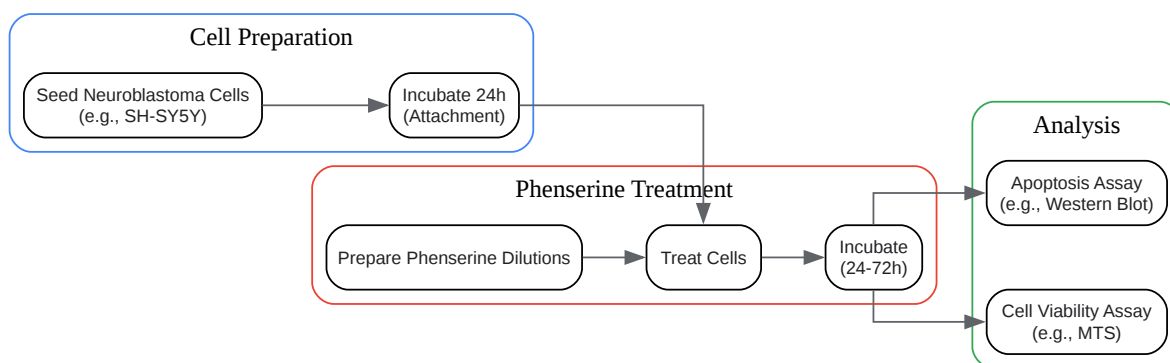 Cell Preparation
Seed Neuroblastoma Cells
(e.g., SH-SY5Y)
Incubate 24h
(Attachment)
Phenserine Treatment
Prepare Phenserine Dilutions
Treat Cells
Incubate
(24-72h)
Analysis
Apoptosis Assay
(e.g., Western Blot)
Cell Viability Assay
(e.g., MTS)